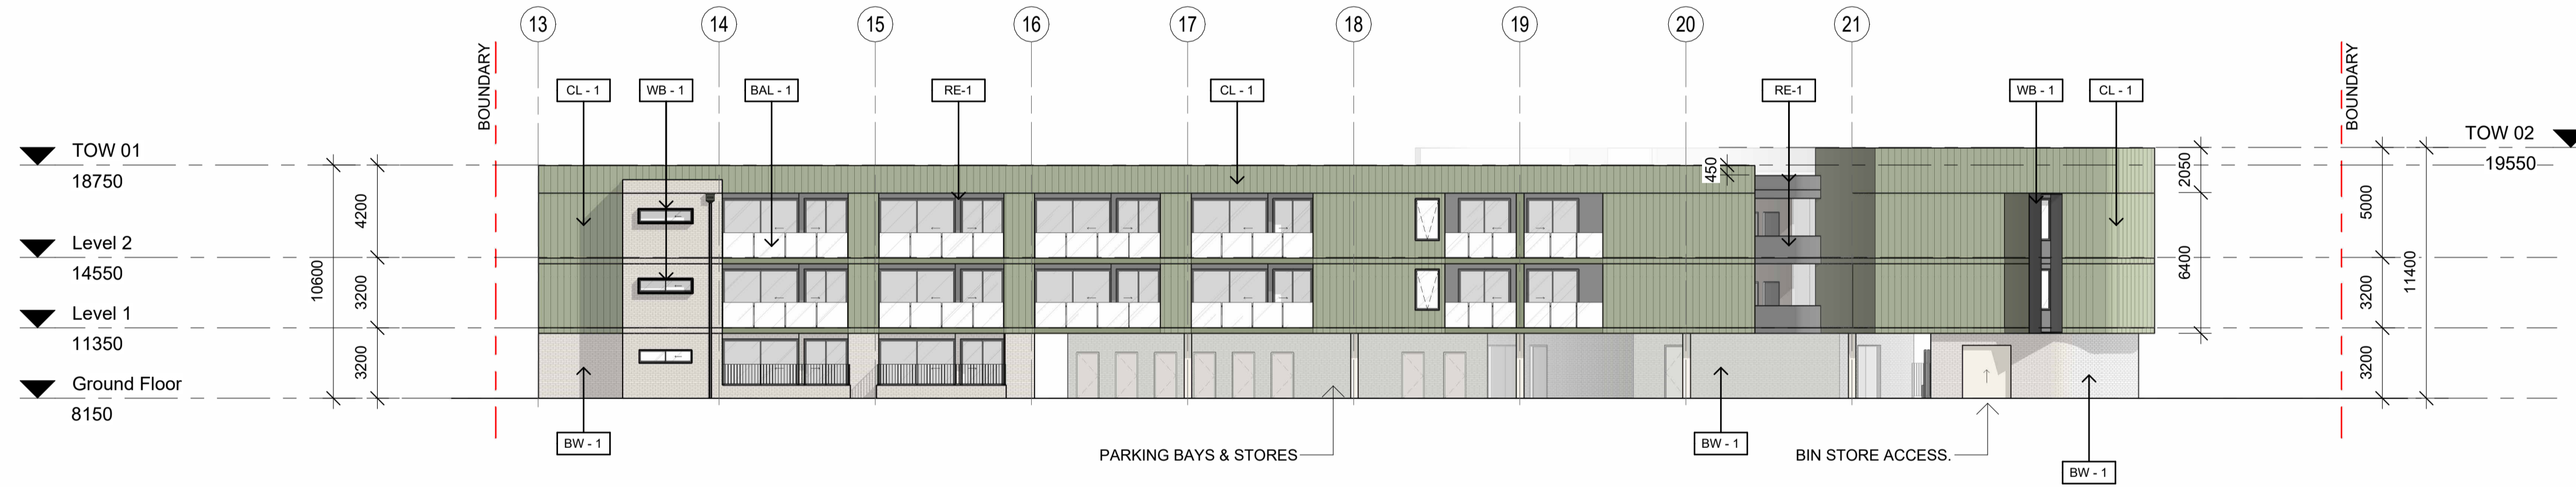 13
14
15
16
17
18
19
20
21
BOUNDARY
BOUNDARY
CL - 1
WB - 1
BAL - 1
RE-1
CL - 1
RE-1
WB - 1
CL - 1
TOW 01
18750
Level 2
14550
Level 1
11350
Ground Floor
8150
10600
4200
3200
3200
450
2050
6400
5000
3200
3200
11400
TOW 02
19550
BW - 1
PARKING BAYS & STORES
BW - 1
BIN STORE ACCESS.
BW - 1